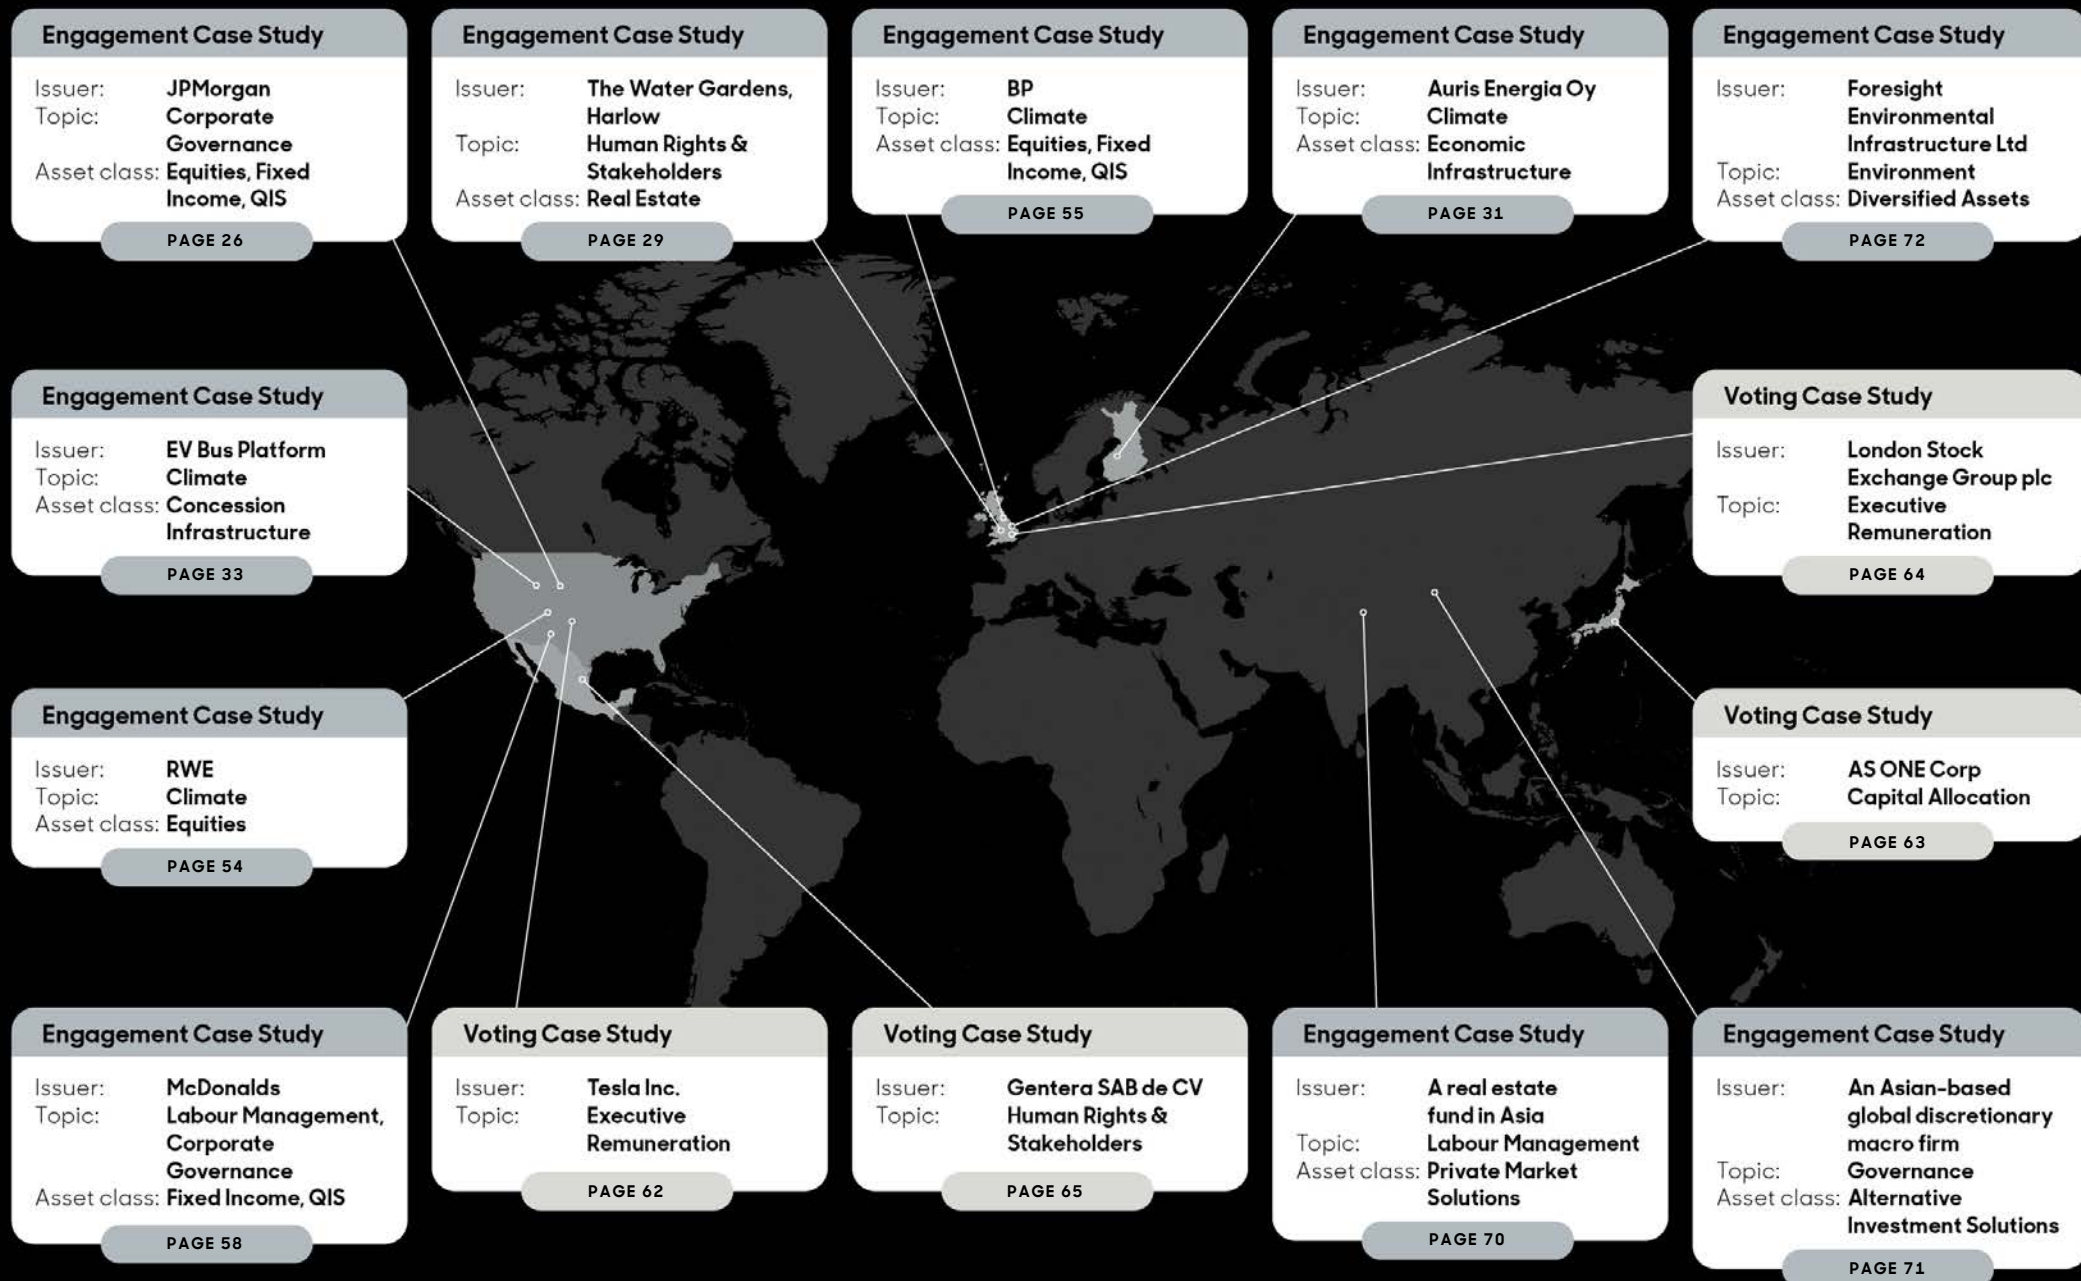 Engagement Case Study
Issuer: JPMorgan
Topic: Corporate
Governance
Asset class: Equities, Fixed
Income, QIS
PAGE 26
Engagement Case Study
Issuer: The Water Gardens,
Harlow
Topic: Human Rights &
Stakeholders
Asset class: Real Estate
PAGE 29
Engagement Case Study
Issuer: BP
Topic: Climate
Asset class: Equities, Fixed
Income, QIS
PAGE 55
Engagement Case Study
Issuer: Auris Energia Oy
Topic: Climate
Asset class: Economic
Infrastructure
PAGE 31
Engagement Case Study
Issuer: Foresight
Environmental
Infrastructure Ltd
Topic: Environment
Asset class: Diversified Assets
PAGE 72
Engagement Case Study
Issuer: EV Bus Platform
Topic: Climate
Asset class: Concession
Infrastructure
PAGE 33
Voting Case Study
Issuer: London Stock
Exchange Group plc
Topic: Executive
Remuneration
PAGE 64
Engagement Case Study
Issuer: RWE
Topic: Climate
Asset class: Equities
PAGE 54
Voting Case Study
Issuer: AS ONE Corp
Topic: Capital Allocation
PAGE 63
Engagement Case Study
Issuer: McDonalds
Topic: Labour Management,
Corporate
Governance
Asset class: Fixed Income, QIS
PAGE 58
Voting Case Study
Issuer: Tesla Inc.
Topic: Executive
Remuneration
PAGE 62
Voting Case Study
Issuer: Gentera SAB de CV
Topic: Human Rights &
Stakeholders
PAGE 65
Engagement Case Study
Issuer: A real estate
fund in Asia
Topic: Labour Management
Asset class: Private Market
Solutions
PAGE 70
Engagement Case Study
Issuer: An Asian-based
global discretionary
macro firm
Topic: Governance
Asset class: Alternative
Investment Solutions
PAGE 71